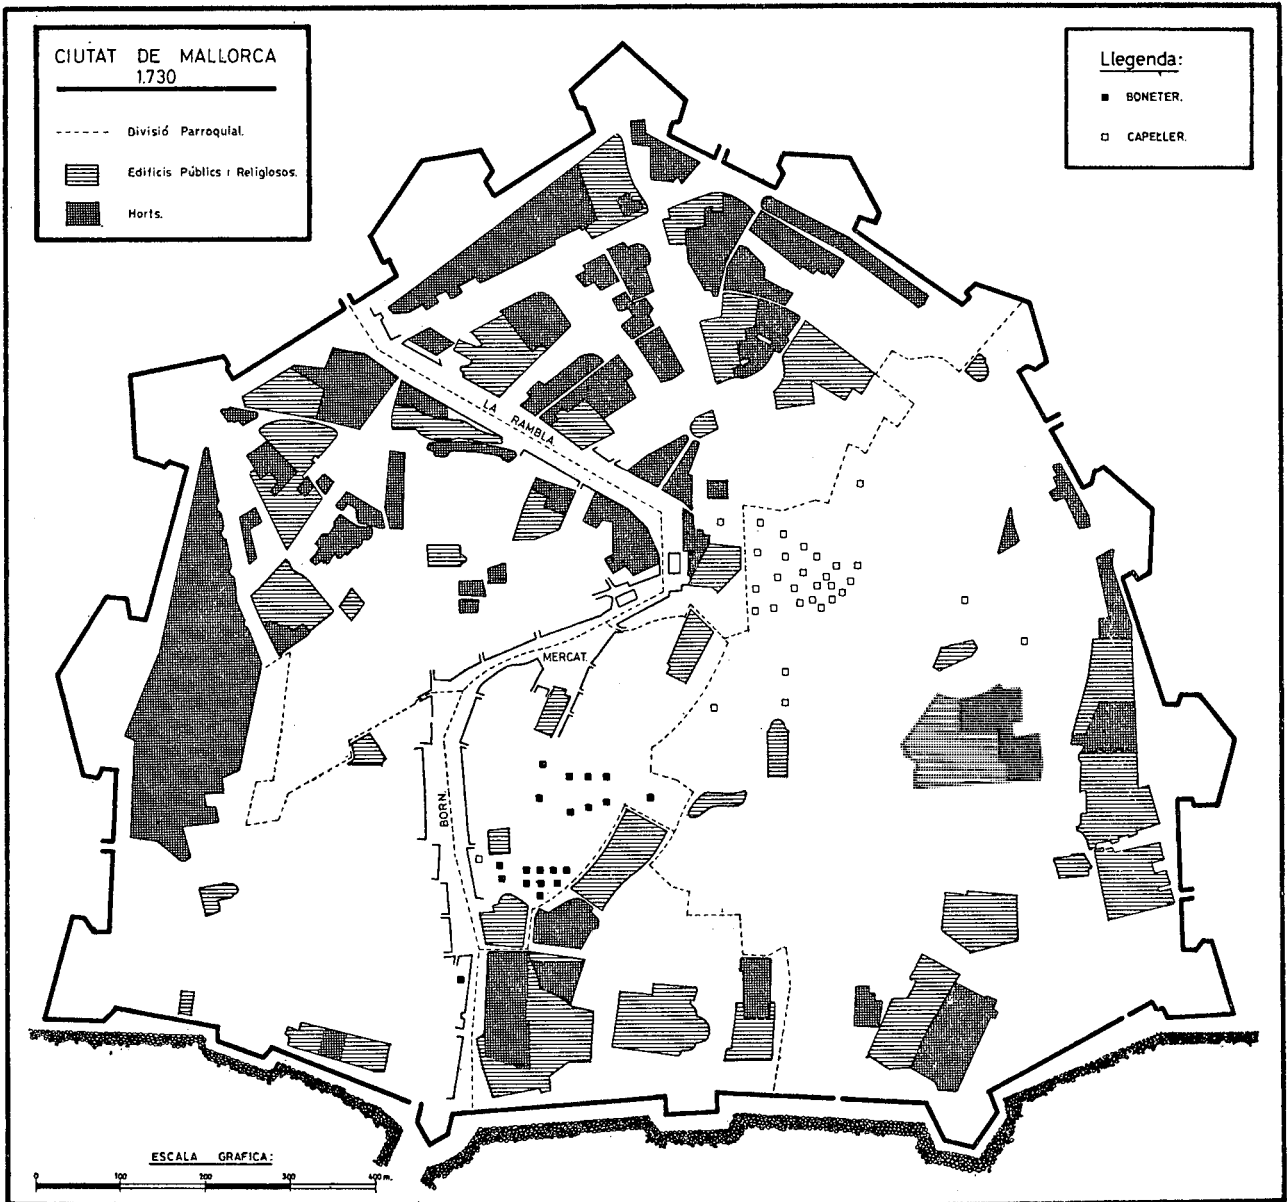 CIUTAT DE MALLORCA
1.730
Divisió Parroquial.
Edificis Públics i Religiosos.
Horts.
Llegenda:
BONETER.
CAPELLER.
LA RAMBLA.
MERCAT.
BORN.
ESCALA GRAFICA:
0 100 200 300 400 m.